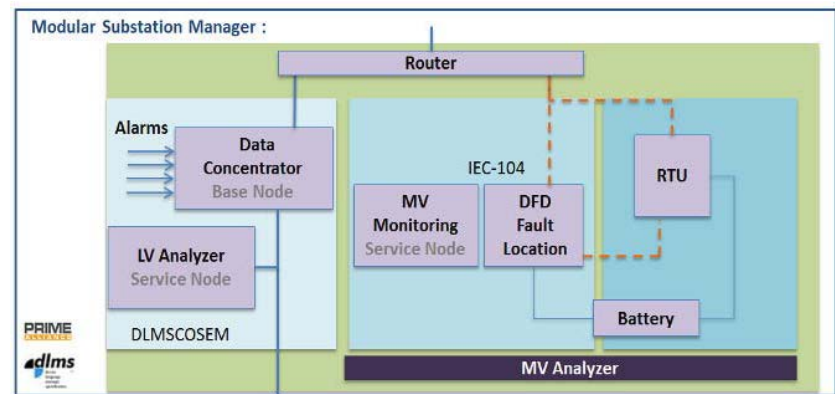 Modular Substation Manager :
Router
Alarms
Data
Concentrator
Base Node
IEC-104
RTU
MV
Monitoring
Service Node
DFD
Fault
Location
LV Analyzer
Service Node
Battery
DLMSCOSEM
PRIME
ALLIANCE
dlms
MV Analyzer